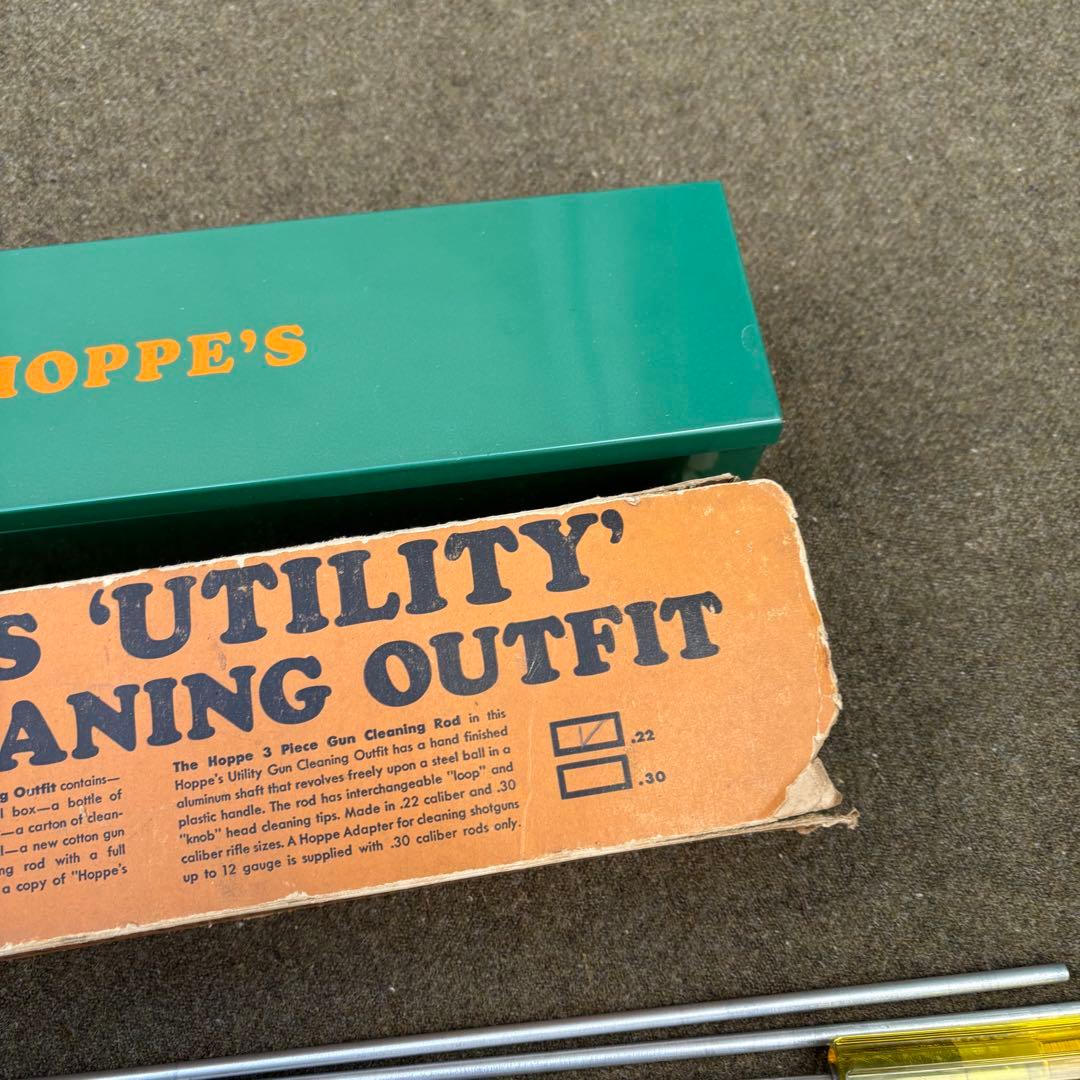 HOPPE'S
S 'UTILITY'
ANING OUTFIT
g Outfit contains—
l box—a bottle of
—a carton of clean-
l—a new cotton gun
ng rod with a full
a copy of "Hoppe's
The Hoppe 3 Piece Gun Cleaning Rod in this
Hoppe's Utility Gun Cleaning Outfit has a hand finished
aluminum shaft that revolves freely upon a steel ball in a
plastic handle. The rod has interchangeable "loop" and
"knob" head cleaning tips. Made in .22 caliber and .30
caliber rifle sizes. A Hoppe Adapter for cleaning shotguns
up to 12 gauge is supplied with .30 caliber rods only.
.22
.30